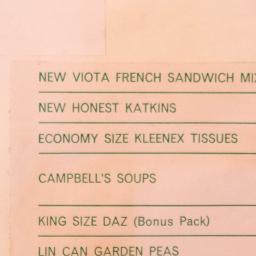 NEW VIOTA FRENCH SANDWICH MIX
NEW HONEST KATKINS
ECONOMY SIZE KLEENEX TISSUES
CAMPBELL'S SOUPS
KING SIZE DAZ (Bonus Pack)
LIN CAN GARDEN PEAS